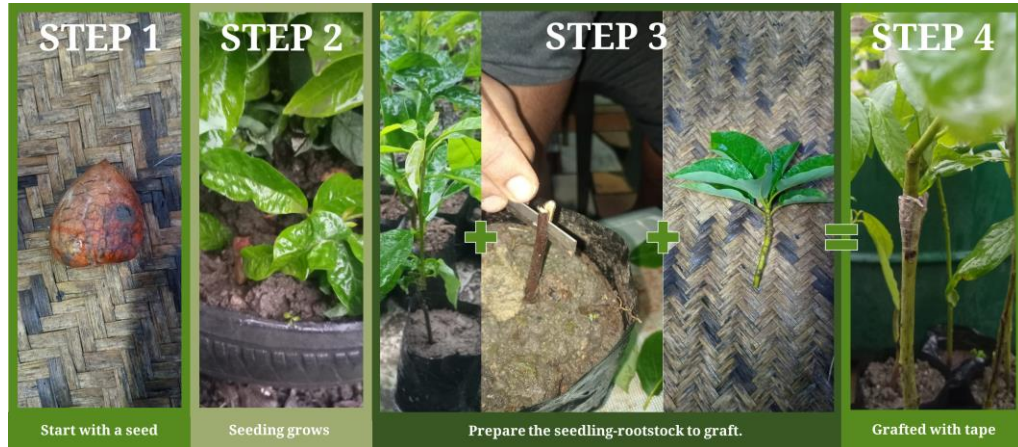 STEP 1
STEP 2
STEP 3
STEP 4
Start with a seed
Seeding grows
Prepare the seedling-rootstock to graft.
Grafted with tape